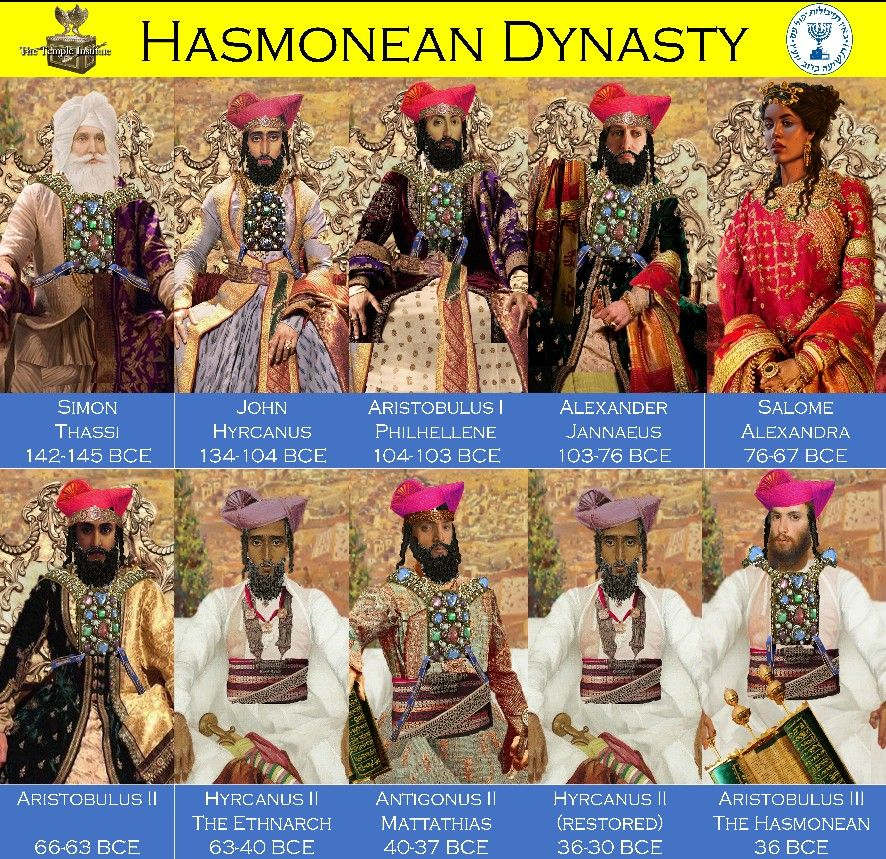 The Temple Institute
HASMONEAN DYNASTY
SIMON
THASSI
142-145 BCE
JOHN
HYRCANUS
134-104 BCE
ARISTOBULUS I
PHILHELLENE
104-103 BCE
ALEXANDER
JANNAEUS
103-76 BCE
SALOME
ALEXANDRA
76-67 BCE
ARISTOBULUS II
66-63 BCE
HYRCANUS II
THE ETHNARCH
63-40 BCE
ANTIGONUS II
MATTATHIAS
40-37 BCE
HYRCANUS II
(RESTORED)
36-30 BCE
ARISTOBULUS III
THE HASMONEAN
36 BCE